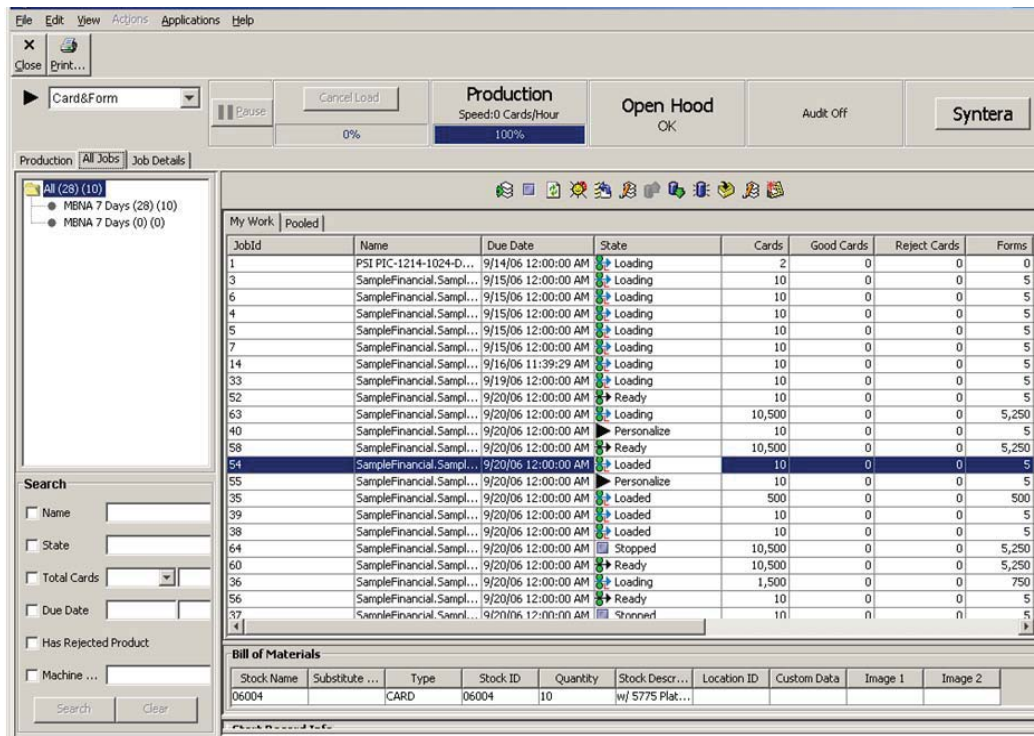 File Edit View Actions Applications Help
Close Print...
Card&Form
Pause
Cancel Load
0%
Production
Speed:0 Cards/Hour
100%
Open Hood
OK
Audit Off
Syntera
Production All Jobs Job Details
All (28) (10)
MBNA 7 Days (28) (10)
MBNA 7 Days (0) (0)
My Work Pooled
JobId Name Due Date State Cards Good Cards Reject Cards Forms
1 PSI PIC-1214-1024-D... 9/14/06 12:00:00 AM Loading 2 0 0 0
3 SampleFinancial.Sampl... 9/15/06 12:00:00 AM Loading 10 0 0 5
6 SampleFinancial.Sampl... 9/15/06 12:00:00 AM Loading 10 0 0 5
4 SampleFinancial.Sampl... 9/15/06 12:00:00 AM Loading 10 0 0 5
5 SampleFinancial.Sampl... 9/15/06 12:00:00 AM Loading 10 0 0 5
7 SampleFinancial.Sampl... 9/15/06 12:00:00 AM Loading 10 0 0 5
14 SampleFinancial.Sampl... 9/16/06 11:39:29 AM Loading 10 0 0 5
33 SampleFinancial.Sampl... 9/19/06 12:00:00 AM Loading 10 0 0 5
52 SampleFinancial.Sampl... 9/20/06 12:00:00 AM Ready 10 0 0 5
63 SampleFinancial.Sampl... 9/20/06 12:00:00 AM Loading 10,500 0 0 5,250
40 SampleFinancial.Sampl... 9/20/06 12:00:00 AM Personalize 10 0 0 5
58 SampleFinancial.Sampl... 9/20/06 12:00:00 AM Ready 10,500 0 0 5,250
54 SampleFinancial.Sampl... 9/20/06 12:00:00 AM Loaded 10 0 0 5
55 SampleFinancial.Sampl... 9/20/06 12:00:00 AM Personalize 10 0 0 5
35 SampleFinancial.Sampl... 9/20/06 12:00:00 AM Loaded 500 0 0 500
39 SampleFinancial.Sampl... 9/20/06 12:00:00 AM Loaded 10 0 0 5
38 SampleFinancial.Sampl... 9/20/06 12:00:00 AM Loaded 10 0 0 5
64 SampleFinancial.Sampl... 9/20/06 12:00:00 AM Stopped 10,500 0 0 5,250
60 SampleFinancial.Sampl... 9/20/06 12:00:00 AM Ready 10,500 0 0 5,250
36 SampleFinancial.Sampl... 9/20/06 12:00:00 AM Loading 1,500 0 0 750
56 SampleFinancial.Sampl... 9/20/06 12:00:00 AM Ready 10 0 0 5
37 SampleFinancial.Sampl... 9/20/06 12:00:00 AM Stopped 10 0 0 5
Search
Name
State
Total Cards
Due Date
Has Rejected Product
Machine ...
Search Clear
Bill of Materials
Stock Name Substitute ... Type Stock ID Quantity Stock Descr... Location ID Custom Data Image 1 Image 2
06004 CARD 06004 10 w/ 5775 Plat...